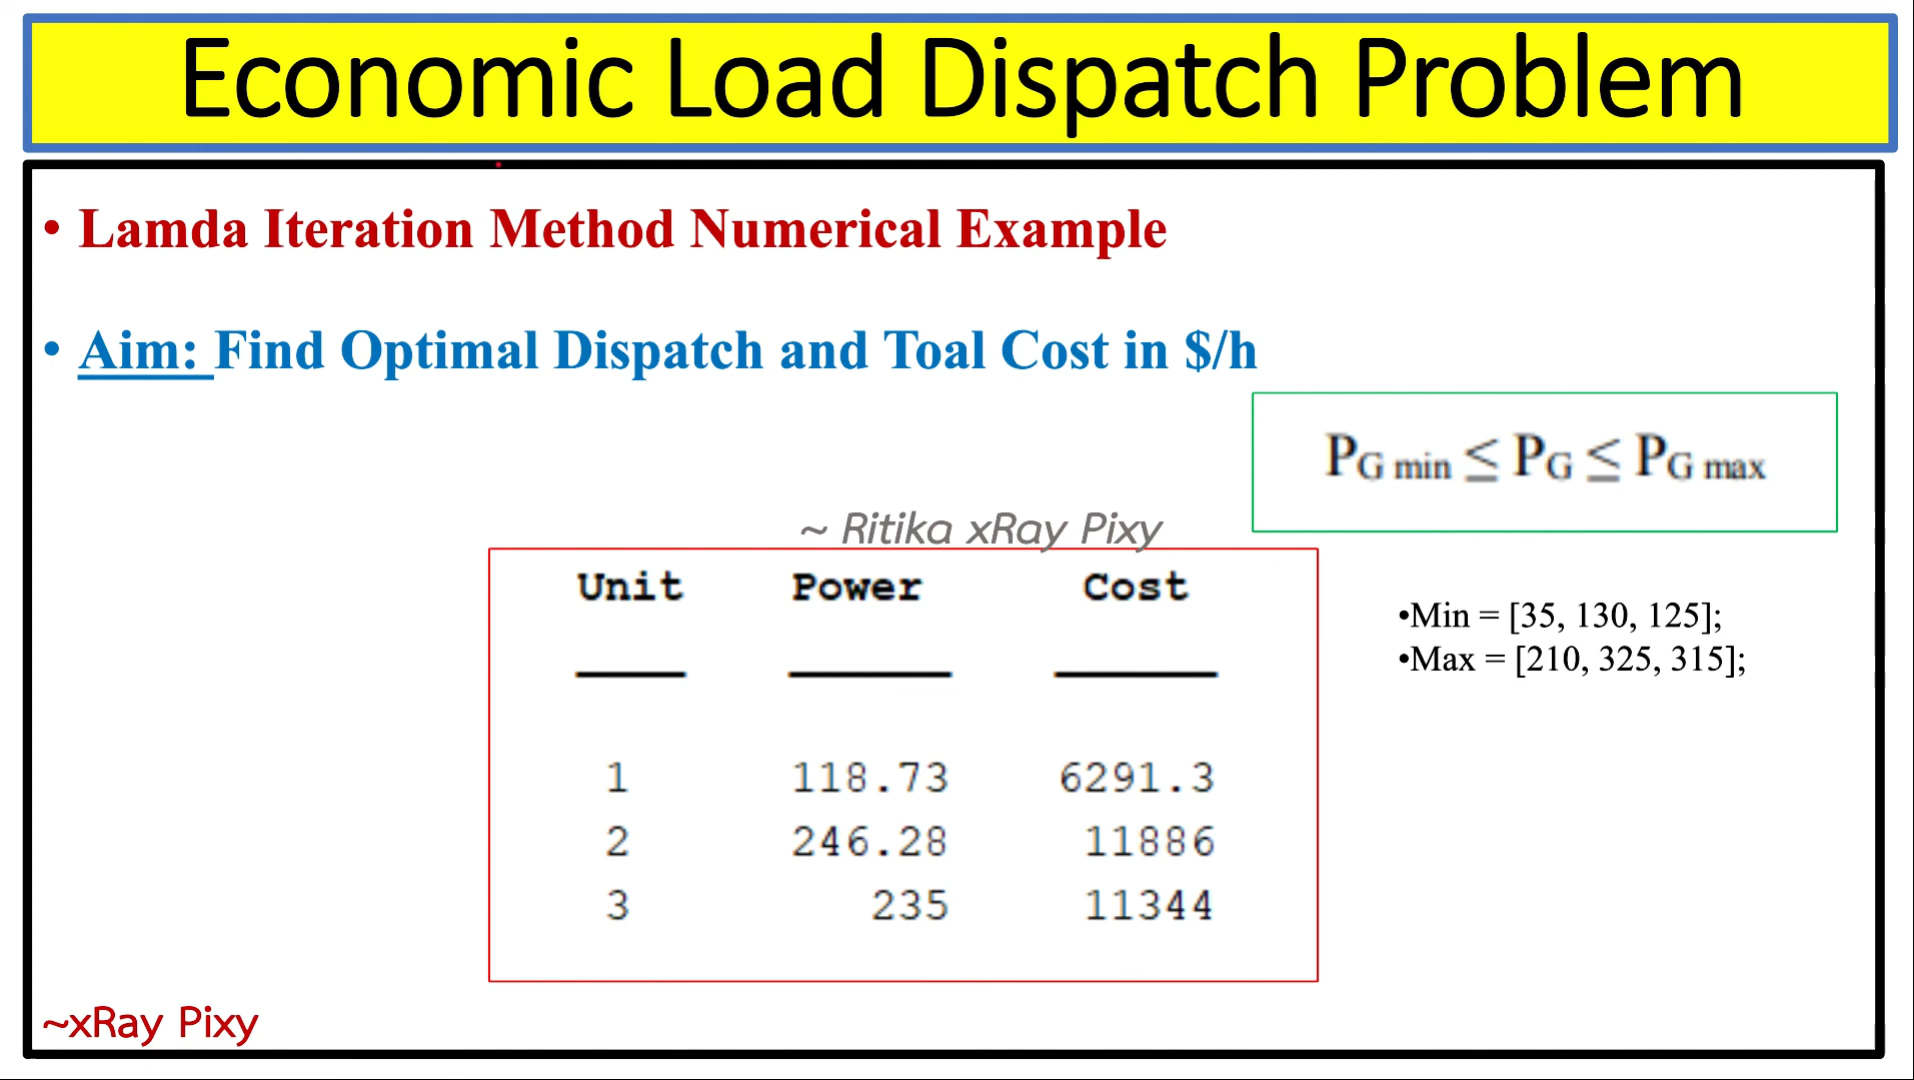 Economic Load Dispatch Problem
• Lamda Iteration Method Numerical Example
• Aim: Find Optimal Dispatch and Toal Cost in $/h
PG min ≤ PG ≤ PG max
~ Ritika xRay Pixy
Unit Power Cost
•Min = [35, 130, 125];
•Max = [210, 325, 315];
1 118.73 6291.3
2 246.28 11886
3 235 11344
~xRay Pixy